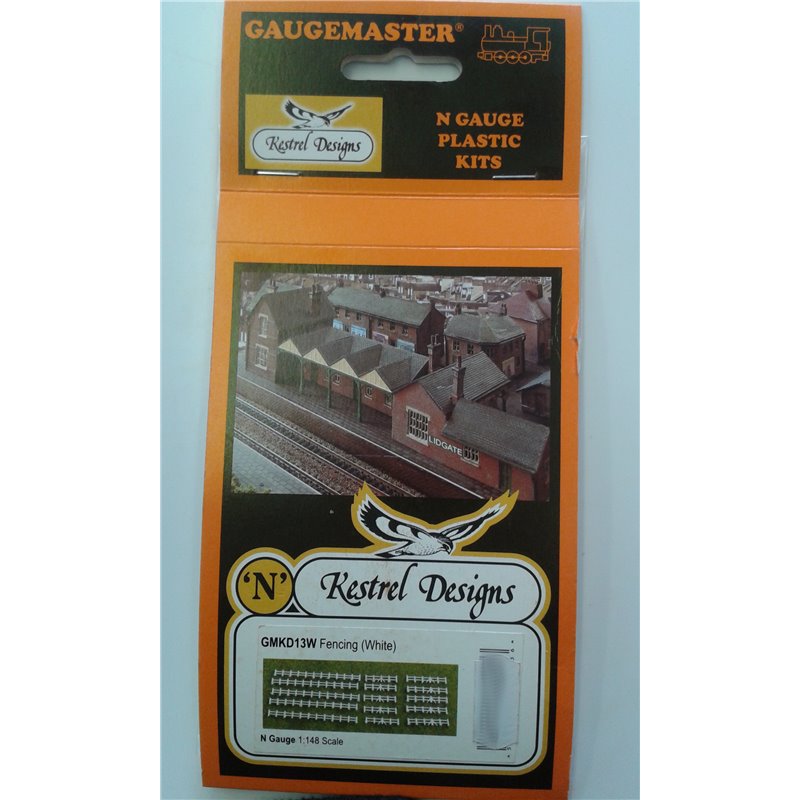 GAUGEMASTER®
Kestrel Designs
N GAUGE
PLASTIC
KITS
LIDGATE
'N'
Kestrel Designs
GMKD13W Fencing (White)
N Gauge 1:148 Scale